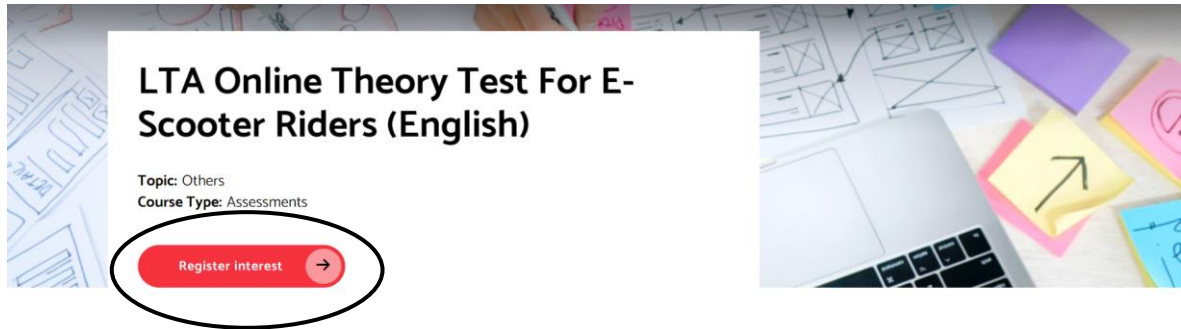 LTA Online Theory Test For E-
Scooter Riders (English)
Topic: Others
Course Type: Assessments
Register interest